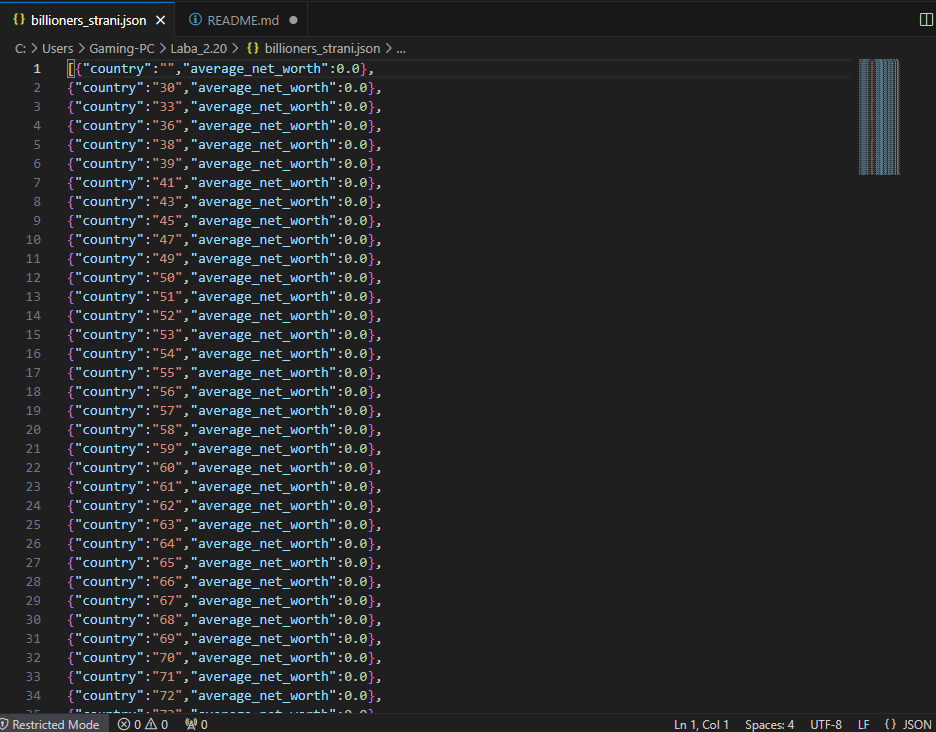 {} billioners_strani.json × README.md
C: > Users > Gaming-PC > Laba_2.20 > {} billioners_strani.json > ...
1 [{"country":"","average_net_worth":0.0},
2 {"country":"30","average_net_worth":0.0},
3 {"country":"33","average_net_worth":0.0},
4 {"country":"36","average_net_worth":0.0},
5 {"country":"38","average_net_worth":0.0},
6 {"country":"39","average_net_worth":0.0},
7 {"country":"41","average_net_worth":0.0},
8 {"country":"43","average_net_worth":0.0},
9 {"country":"45","average_net_worth":0.0},
10 {"country":"47","average_net_worth":0.0},
11 {"country":"49","average_net_worth":0.0},
12 {"country":"50","average_net_worth":0.0},
13 {"country":"51","average_net_worth":0.0},
14 {"country":"52","average_net_worth":0.0},
15 {"country":"53","average_net_worth":0.0},
16 {"country":"54","average_net_worth":0.0},
17 {"country":"55","average_net_worth":0.0},
18 {"country":"56","average_net_worth":0.0},
19 {"country":"57","average_net_worth":0.0},
20 {"country":"58","average_net_worth":0.0},
21 {"country":"59","average_net_worth":0.0},
22 {"country":"60","average_net_worth":0.0},
23 {"country":"61","average_net_worth":0.0},
24 {"country":"62","average_net_worth":0.0},
25 {"country":"63","average_net_worth":0.0},
26 {"country":"64","average_net_worth":0.0},
27 {"country":"65","average_net_worth":0.0},
28 {"country":"66","average_net_worth":0.0},
29 {"country":"67","average_net_worth":0.0},
30 {"country":"68","average_net_worth":0.0},
31 {"country":"69","average_net_worth":0.0},
32 {"country":"70","average_net_worth":0.0},
33 {"country":"71","average_net_worth":0.0},
34 {"country":"72","average_net_worth":0.0},
Restricted Mode 0 0 0 Ln 1, Col 1 Spaces: 4 UTF-8 LF {} JSON